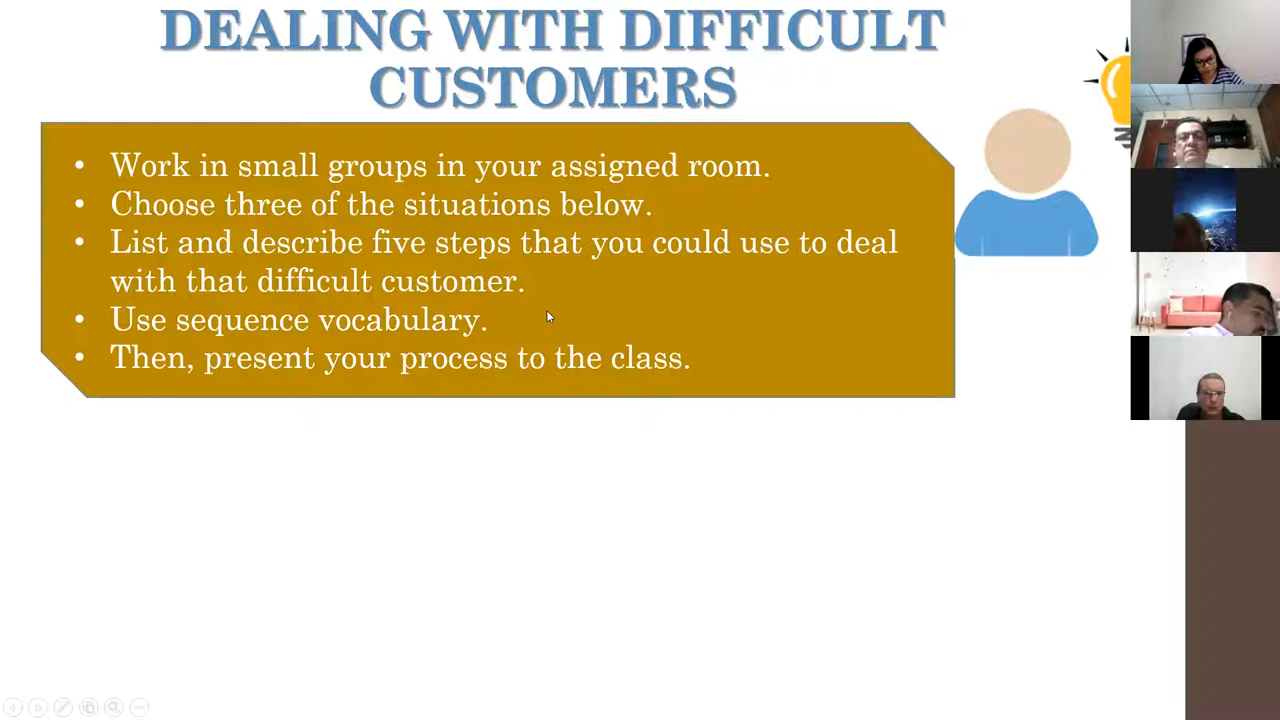 DEALING WITH DIFFICULT
CUSTOMERS
• Work in small groups in your assigned room.
• Choose three of the situations below.
• List and describe five steps that you could use to deal
with that difficult customer.
• Use sequence vocabulary.
• Then, present your process to the class.